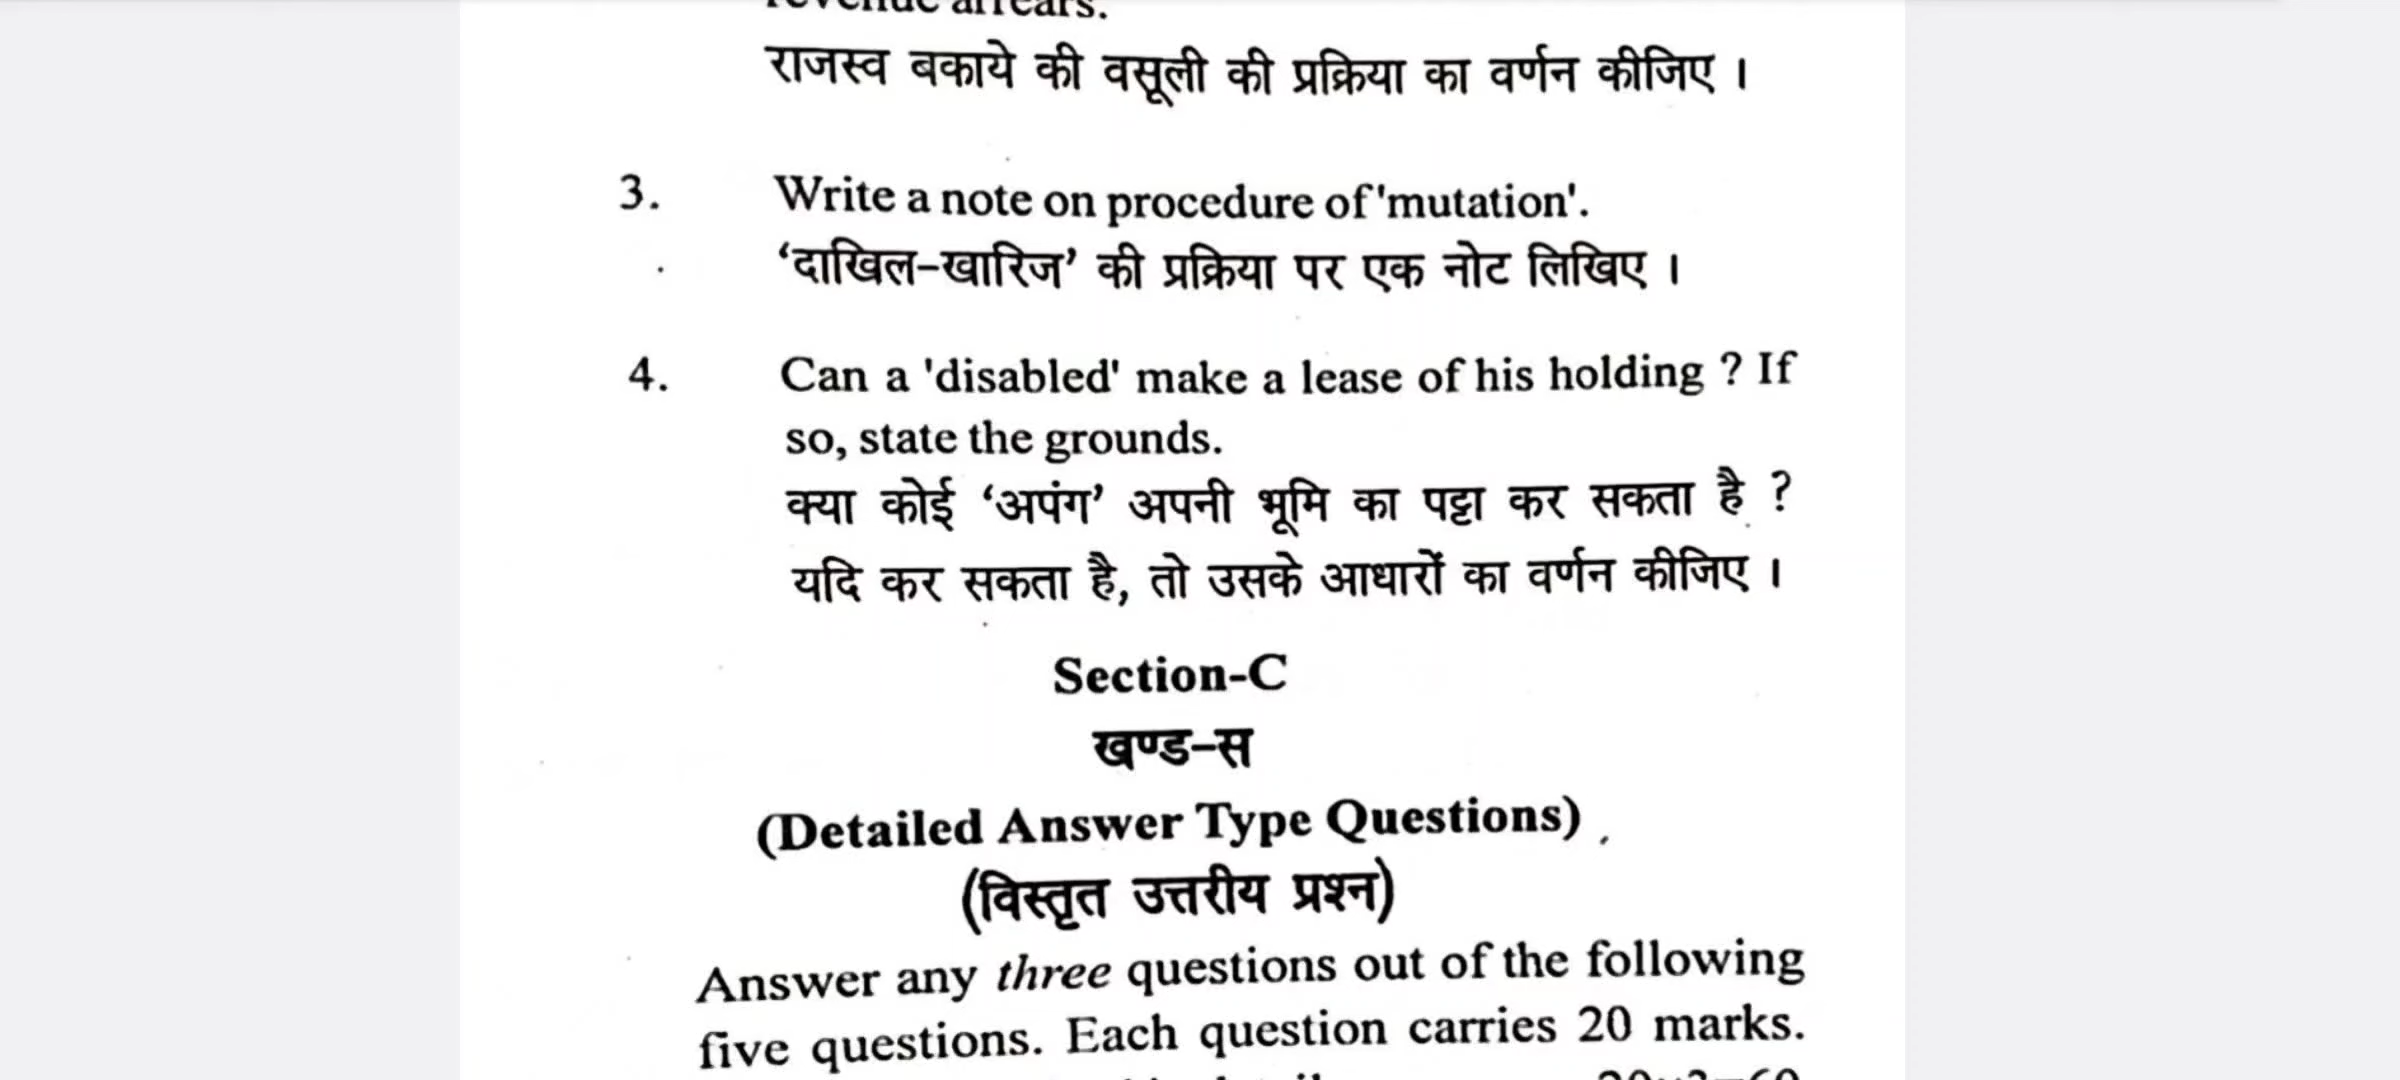 revenue arrears.
राजस्व बकाये की वसूली की प्रक्रिया का वर्णन कीजिए ।
3. Write a note on procedure of 'mutation'.
‘दाखिल-खारिज’ की प्रक्रिया पर एक नोट लिखिए ।
4. Can a 'disabled' make a lease of his holding ? If
so, state the grounds.
क्या कोई ‘अपंग’ अपनी भूमि का पट्टा कर सकता है ?
यदि कर सकता है, तो उसके आधारों का वर्णन कीजिए ।
Section-C
खण्ड-स
(Detailed Answer Type Questions)
(विस्तृत उत्तरीय प्रश्न)
Answer any three questions out of the following
five questions. Each question carries 20 marks.